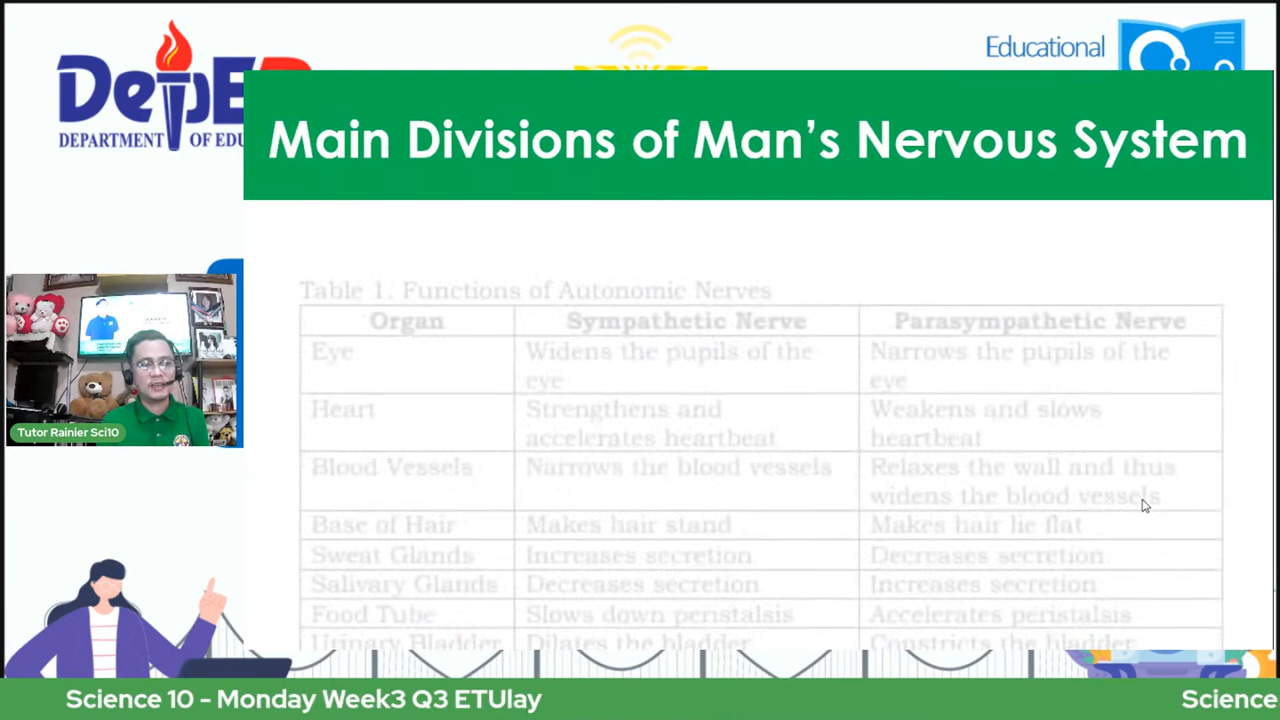 DepED
DEPARTMENT OF EDU
Educational
Main Divisions of Man's Nervous System
Table 1. Functions of Autonomic Nerves
Organ Sympathetic Nerve Parasympathetic Nerve
Eye Widens the pupils of the Narrows the pupils of the
eye eye
Heart Strengthens and Weakens and slows
accelerates heartbeat heartbeat
Blood Vessels Narrows the blood vessels Relaxes the wall and thus
widens the blood vessels
Base of Hair Makes hair stand Makes hair lie flat
Sweat Glands Increases secretion Decreases secretion
Salivary Glands Decreases secretion Increases secretion
Food Tube Slows down peristalsis Accelerates peristalsis
Urinary Bladder Dilates the bladder Constricts the bladder
Tutor Rainier Sci10
Science 10 - Monday Week3 Q3 ETUlay
Science